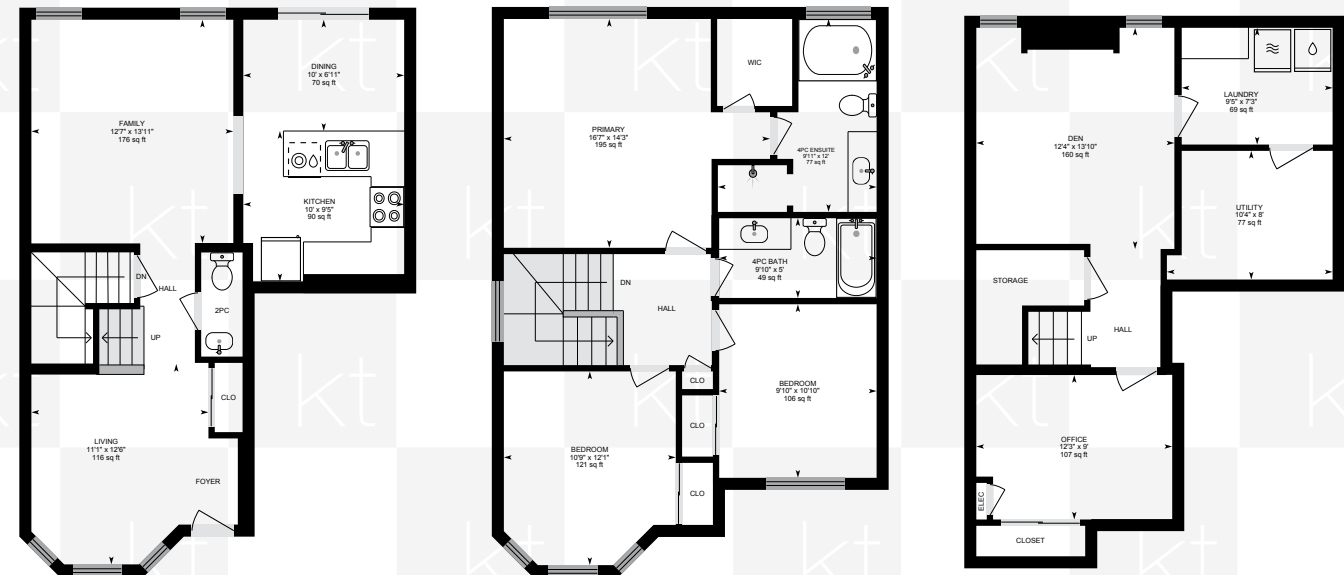 FAMILY
12'7" x 13'11"
176 sq ft
DINING
10' x 6'11"
70 sq ft
KITCHEN
10' x 9'5"
90 sq ft
DN
HALL
2PC
UP
CLO
LIVING
11'1" x 12'6"
116 sq ft
FOYER
PRIMARY
16'7" x 14'3"
195 sq ft
WIC
4PC ENSUITE
9'11" x 12'
77 sq ft
4PC BATH
9'10" x 5'
49 sq ft
DN
HALL
CLO
CLO
CLO
BEDROOM
9'10" x 10'10"
106 sq ft
BEDROOM
10'9" x 12'1"
121 sq ft
DEN
12'4" x 13'10"
160 sq ft
LAUNDRY
9'5" x 7'3"
69 sq ft
UTILITY
10'4" x 8'
77 sq ft
STORAGE
UP
HALL
OFFICE
12'3" x 9'
107 sq ft
ELEC
CLOSET
kt